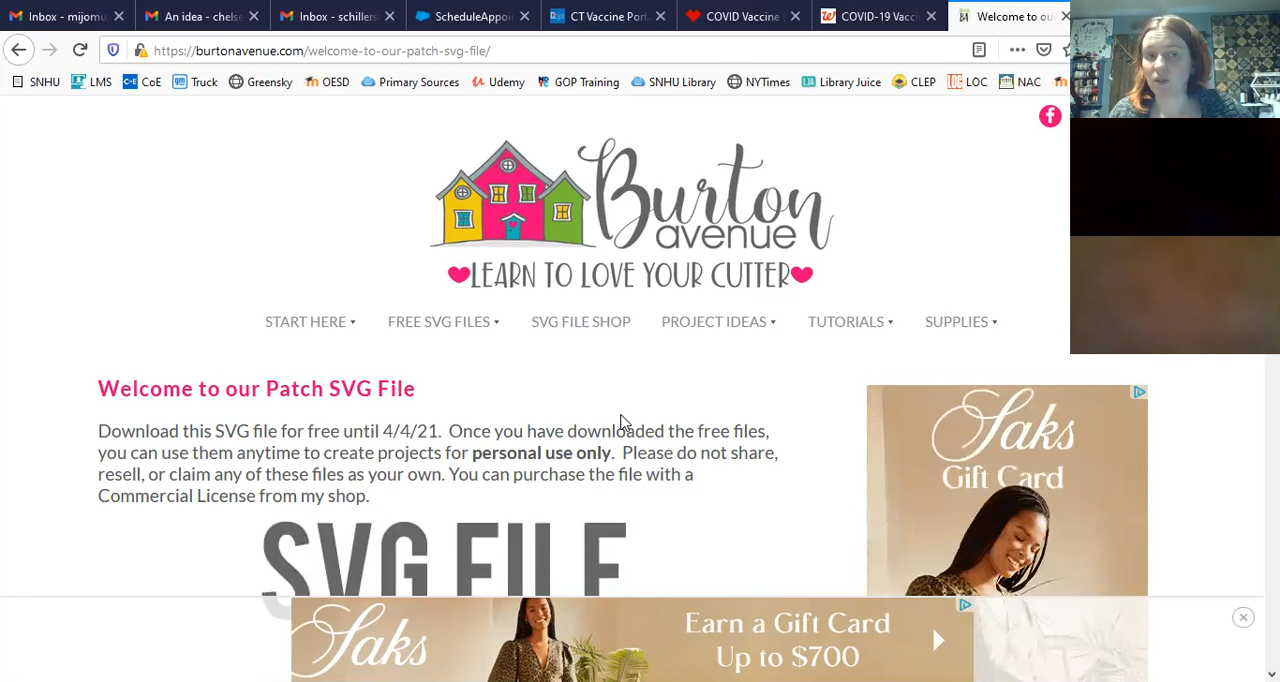 Inbox - mijomu
An idea - chels
Inbox - schillers
ScheduleAppoi
CT Vaccine Port
COVID Vaccine
COVID-19 Vacci
Welcome to ou
https://burtonavenue.com/welcome-to-our-patch-svg-file/
SNHU LMS CoE Truck Greensky OESD Primary Sources Udemy GOP Training SNHU Library NYTimes Library Juice CLEP LOC NAC
Burton
avenue
LEARN TO LOVE YOUR CUTTER
START HERE FREE SVG FILES SVG FILE SHOP PROJECT IDEAS TUTORIALS SUPPLIES
Welcome to our Patch SVG File
Download this SVG file for free until 4/4/21. Once you have downloaded the free files,
you can use them anytime to create projects for personal use only. Please do not share,
resell, or claim any of these files as your own. You can purchase the file with a
Commercial License from my shop.
SVG FILE
Saks
Gift Card
Saks
Earn a Gift Card
Up to $700